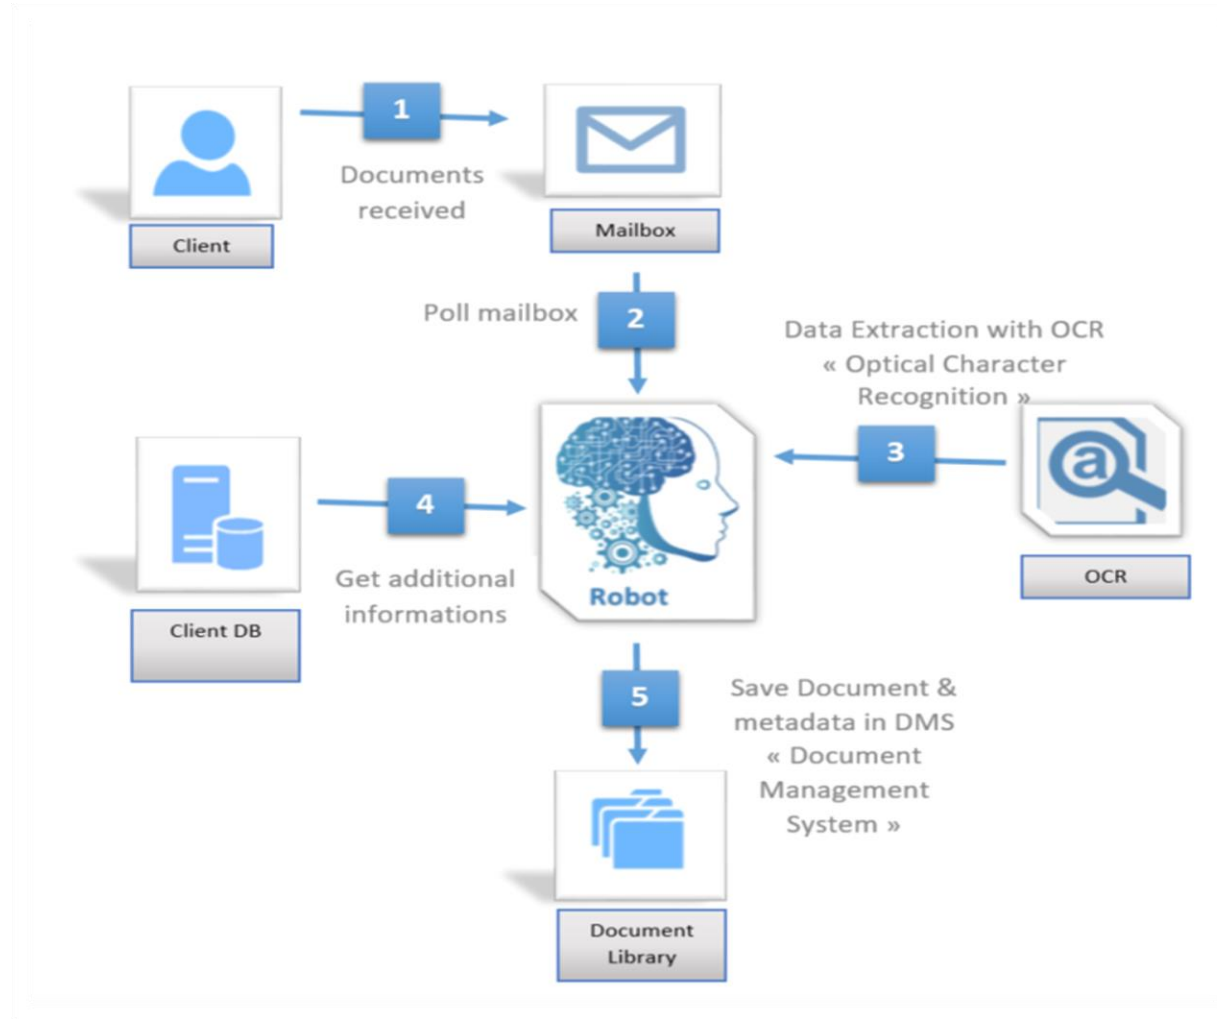 1
Documents
received
Client
Mailbox
Poll mailbox
2
Data Extraction with OCR
« Optical Character
Recognition »
3
OCR
4
Get additional
informations
Client DB
Robot
5
Save Document &
metadata in DMS
« Document
Management
System »
Document
Library